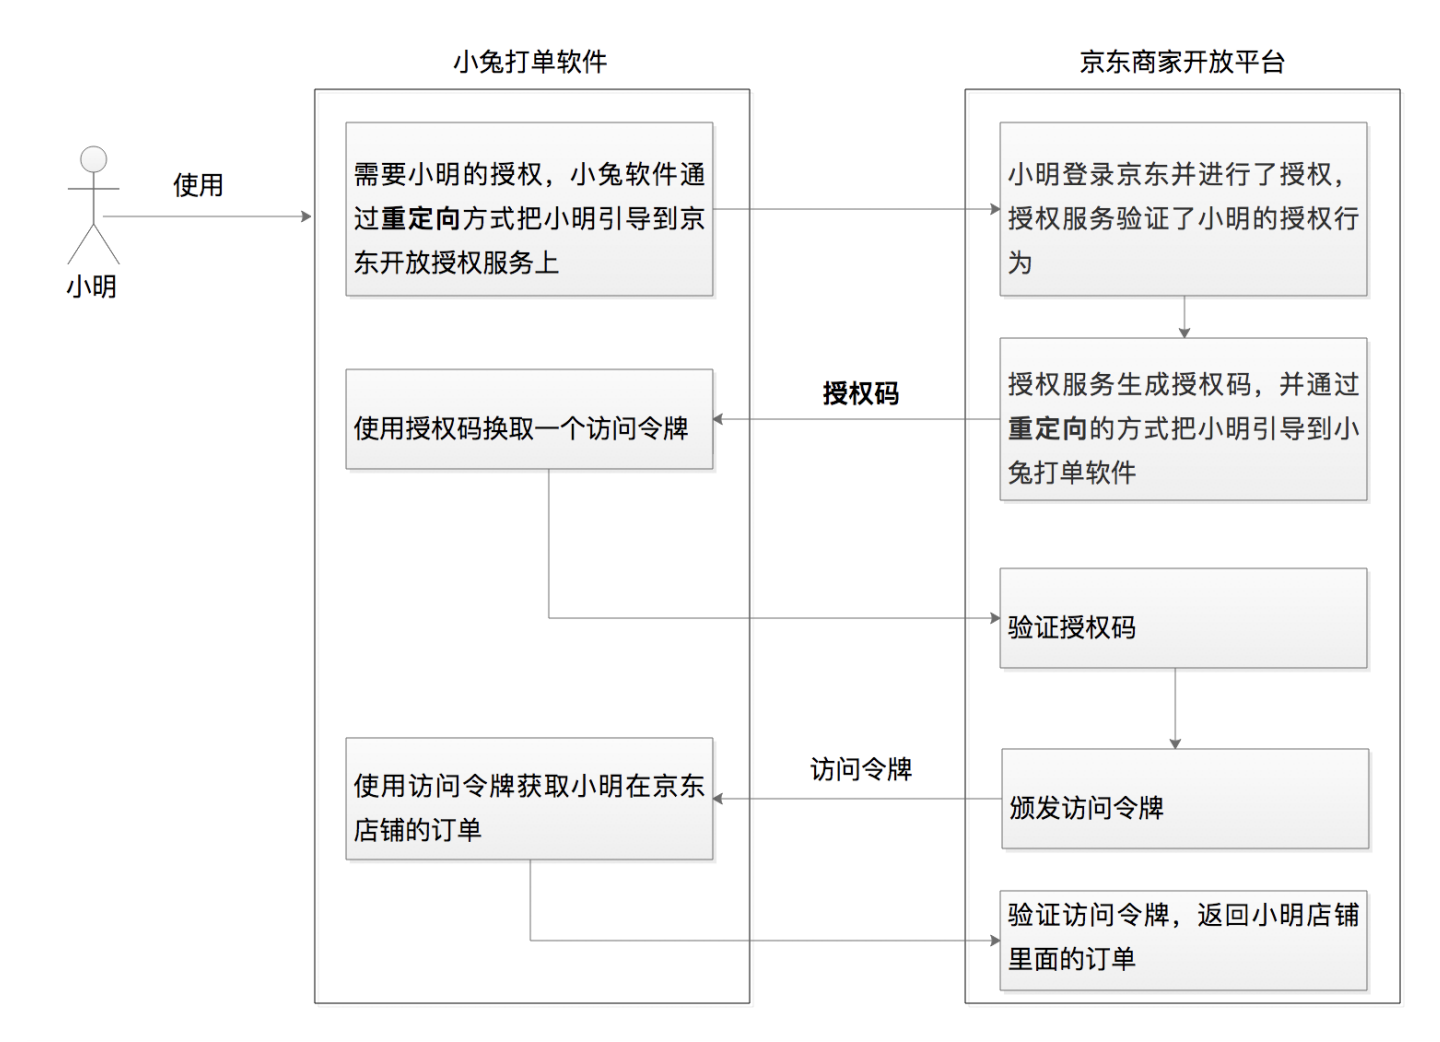 小兔打单软件
京东商家开放平台
使用
小明
需要小明的授权，小兔软件通
过重定向方式把小明引导到京
东开放授权服务上
小明登录京东并进行了授权，
授权服务验证了小明的授权行
为
授权码
使用授权码换取一个访问令牌
授权服务生成授权码，并通过
重定向的方式把小明引导到小
兔打单软件
验证授权码
访问令牌
使用访问令牌获取小明在京东
店铺的订单
颁发访问令牌
验证访问令牌，返回小明店铺
里面的订单